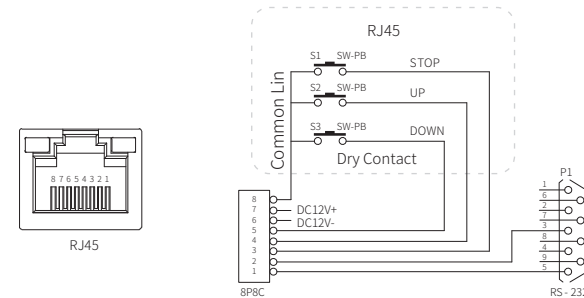 RJ45
S1 SW-PB
STOP
S2 SW-PB
UP
S3 SW-PB
DOWN
Common Lin
Dry Contact
8 7 6 5 4 3 2 1
RJ45
8
7 DC12V+
6 DC12V-
5
4
3
2
1
8P8C
P1
1
6
2
7
3
8
4
9
5
RS - 232